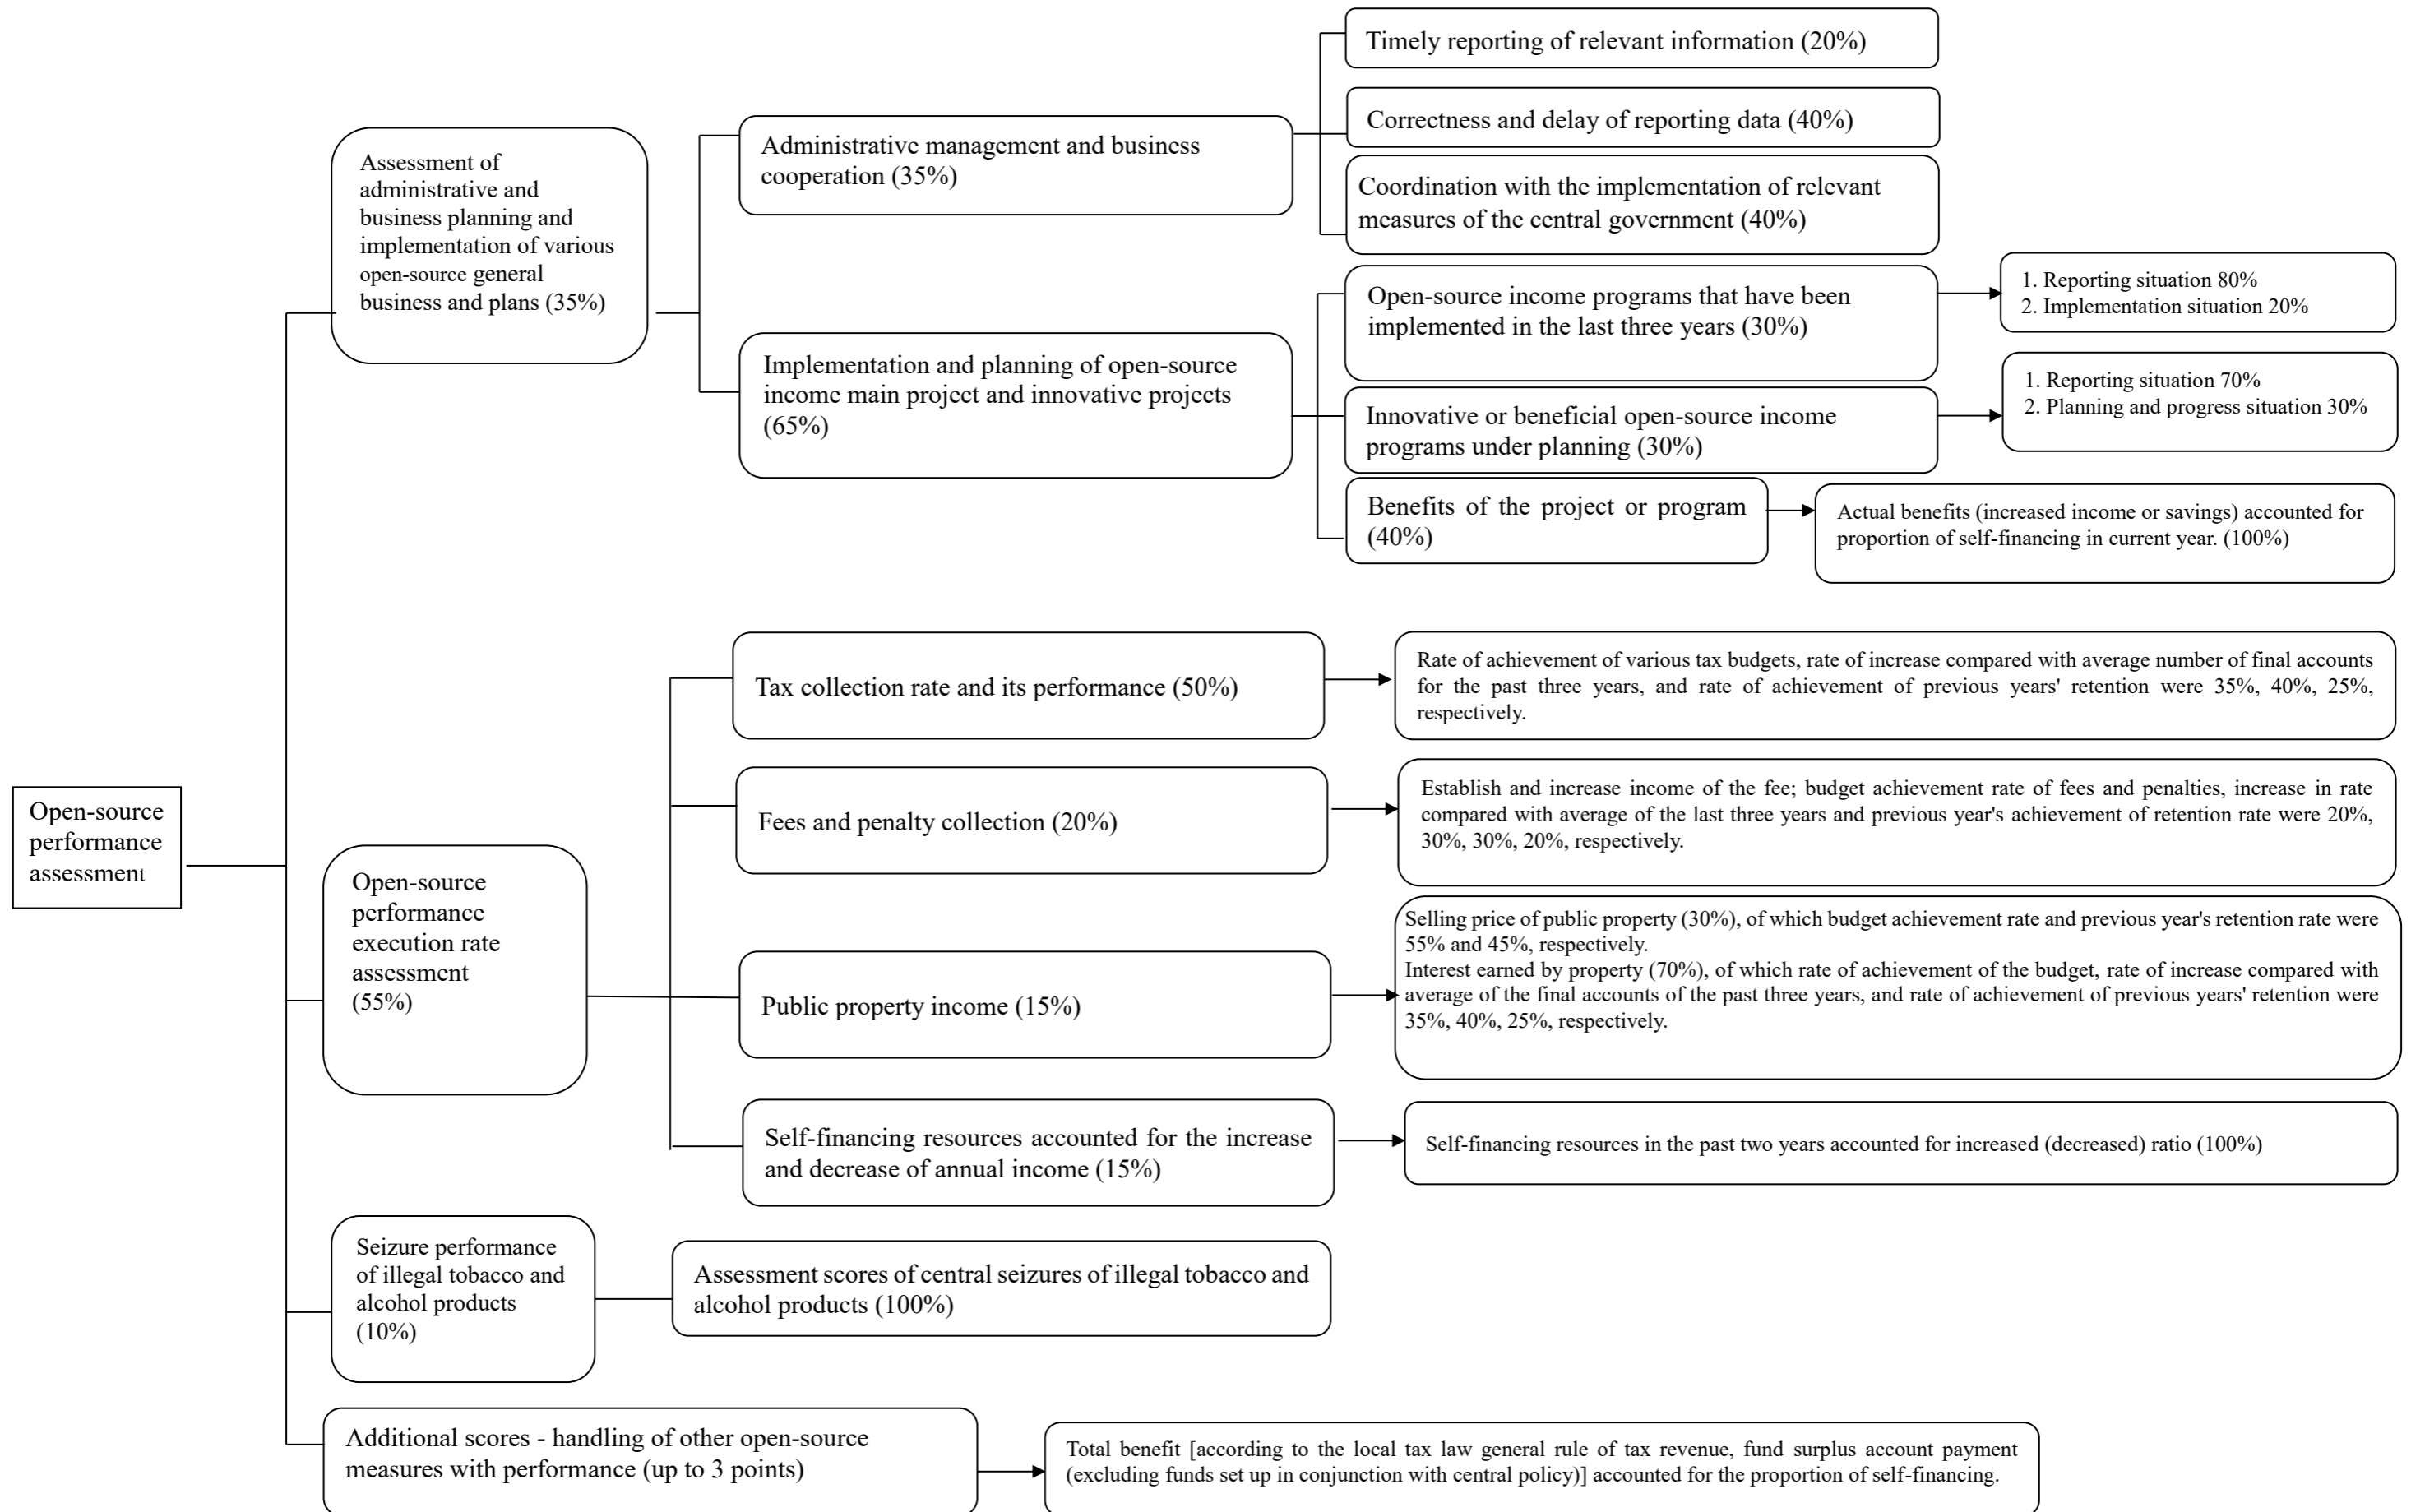 Open-source
performance
assessment
Assessment of
administrative and
business planning and
implementation of various
open-source general
business and plans (35%)
Administrative management and business
cooperation (35%)
Timely reporting of relevant information (20%)
Correctness and delay of reporting data (40%)
Coordination with the implementation of relevant
measures of the central government (40%)
Implementation and planning of open-source
income main project and innovative projects
(65%)
Open-source income programs that have been
implemented in the last three years (30%)
1. Reporting situation 80%
2. Implementation situation 20%
Innovative or beneficial open-source income
programs under planning (30%)
1. Reporting situation 70%
2. Planning and progress situation 30%
Benefits of the project or program
(40%)
Actual benefits (increased income or savings) accounted for
proportion of self-financing in current year. (100%)
Open-source
performance
execution rate
assessment
(55%)
Tax collection rate and its performance (50%)
Rate of achievement of various tax budgets, rate of increase compared with average number of final accounts
for the past three years, and rate of achievement of previous years' retention were 35%, 40%, 25%,
respectively.
Fees and penalty collection (20%)
Establish and increase income of the fee; budget achievement rate of fees and penalties, increase in rate
compared with average of the last three years and previous year's achievement of retention rate were 20%,
30%, 30%, 20%, respectively.
Public property income (15%)
Selling price of public property (30%), of which budget achievement rate and previous year's retention rate were
55% and 45%, respectively.
Interest earned by property (70%), of which rate of achievement of the budget, rate of increase compared with
average of the final accounts of the past three years, and rate of achievement of previous years' retention were
35%, 40%, 25%, respectively.
Self-financing resources accounted for the increase
and decrease of annual income (15%)
Self-financing resources in the past two years accounted for increased (decreased) ratio (100%)
Seizure performance
of illegal tobacco and
alcohol products
(10%)
Assessment scores of central seizures of illegal tobacco and
alcohol products (100%)
Additional scores - handling of other open-source
measures with performance (up to 3 points)
Total benefit [according to the local tax law general rule of tax revenue, fund surplus account payment
(excluding funds set up in conjunction with central policy)] accounted for the proportion of self-financing.